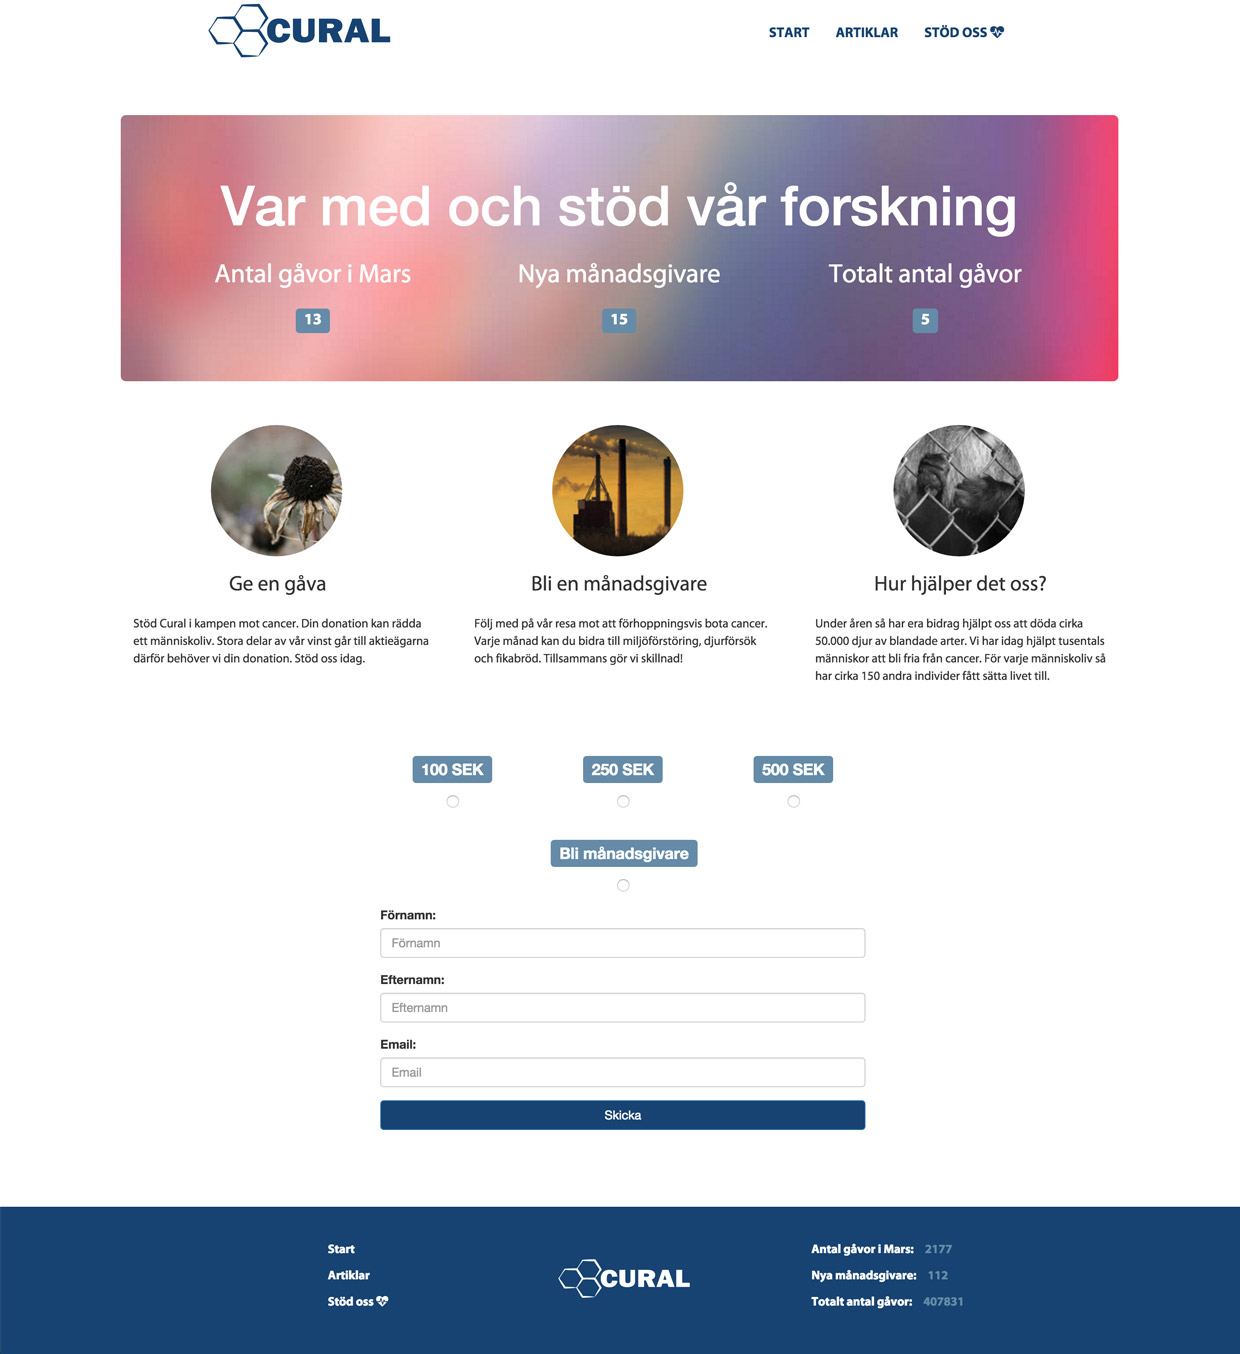 CURAL
START ARTIKLAR STÖD OSS
Var med och stöd vår forskning
Antal gåvor i Mars Nya månadsgivare Totalt antal gåvor
13 15 5
Ge en gåva
Stöd Cural i kampen mot cancer. Din donation kan rädda
ett människoliv. Stora delar av vår vinst går till aktieägarna
därför behöver vi din donation. Stöd oss idag.
Bli en månadsgivare
Följ med på vår resa mot att förhoppningsvis bota cancer.
Varje månad kan du bidra till miljöförstöring, djurförsök
och fikabröd. Tillsammans gör vi skillnad!
Hur hjälper det oss?
Under åren så har era bidrag hjälpt oss att döda cirka
50.000 djur av blandade arter. Vi har idag hjälpt tusentals
människor att bli fria från cancer. För varje människoliv så
har cirka 150 andra individer fått sätta livet till.
100 SEK 250 SEK 500 SEK
Bli månadsgivare
Förnamn:
Förnamn
Efternamn:
Efternamn
Email:
Email
Skicka
Start
Artiklar
Stöd oss
CURAL
Antal gåvor i Mars: 2177
Nya månadsgivare: 112
Totalt antal gåvor: 407831